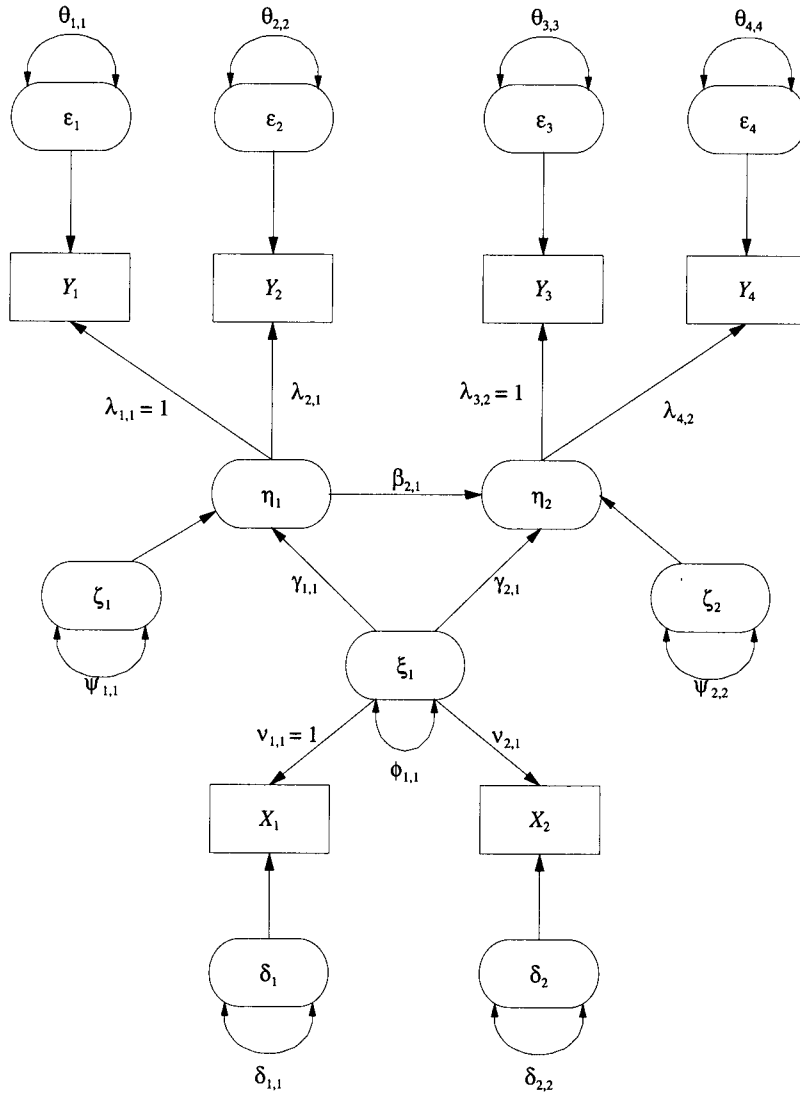 θ1,1 θ2,2 θ3,3 θ4,4
ε1 ε2 ε3 ε4
Y1 Y2 Y3 Y4
λ1,1 = 1 λ2,1 λ3,2 = 1 λ4,2
η1 β2,1 η2
γ1,1 γ2,1
ζ1 ζ2
ξ1
ψ1,1 ψ2,2
ν1,1 = 1 ν2,1
ϕ1,1
X1 X2
δ1 δ2
δ1,1 δ2,2